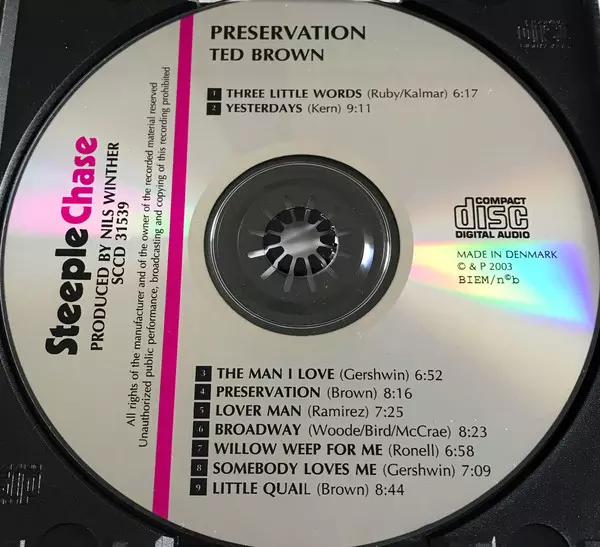 PRESERVATION
TED BROWN
1 THREE LITTLE WORDS (Ruby/Kalmar) 6:17
2 YESTERDAYS (Kern) 9:11
SteepleChase
PRODUCED BY NILS WINTHER
SCCD 31539
All rights of the manufacturer and of the owner of the recorded material reserved
Unauthorized public performance, broadcasting and copying of this recording prohibited
COMPACT
disc
DIGITAL AUDIO
MADE IN DENMARK
© & P 2003
BIEM/n©b
3 THE MAN I LOVE (Gershwin) 6:52
4 PRESERVATION (Brown) 8:16
5 LOVER MAN (Ramirez) 7:25
6 BROADWAY (Woode/Bird/McCrae) 8:23
7 WILLOW WEEP FOR ME (Ronell) 6:58
8 SOMEBODY LOVES ME (Gershwin) 7:09
9 LITTLE QUAIL (Brown) 8:44